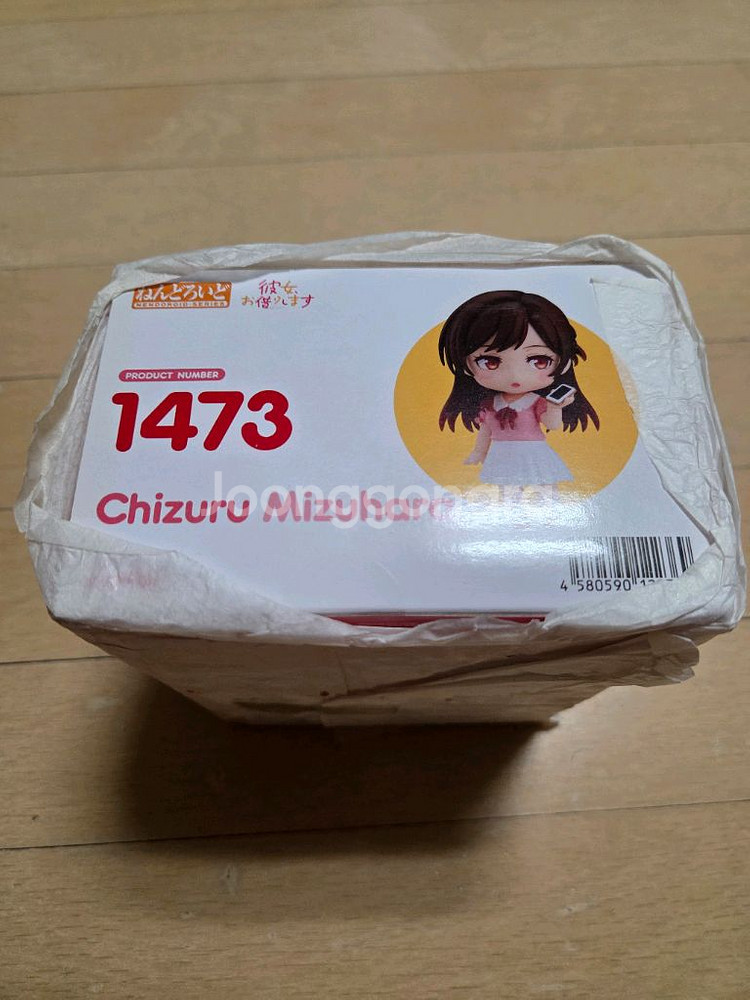 ねんどろいど
NENDOROID SERIES
彼女、
お借りします
PRODUCT NUMBER
1473
Chizuru Mizuhara
joonggonara
4 580590